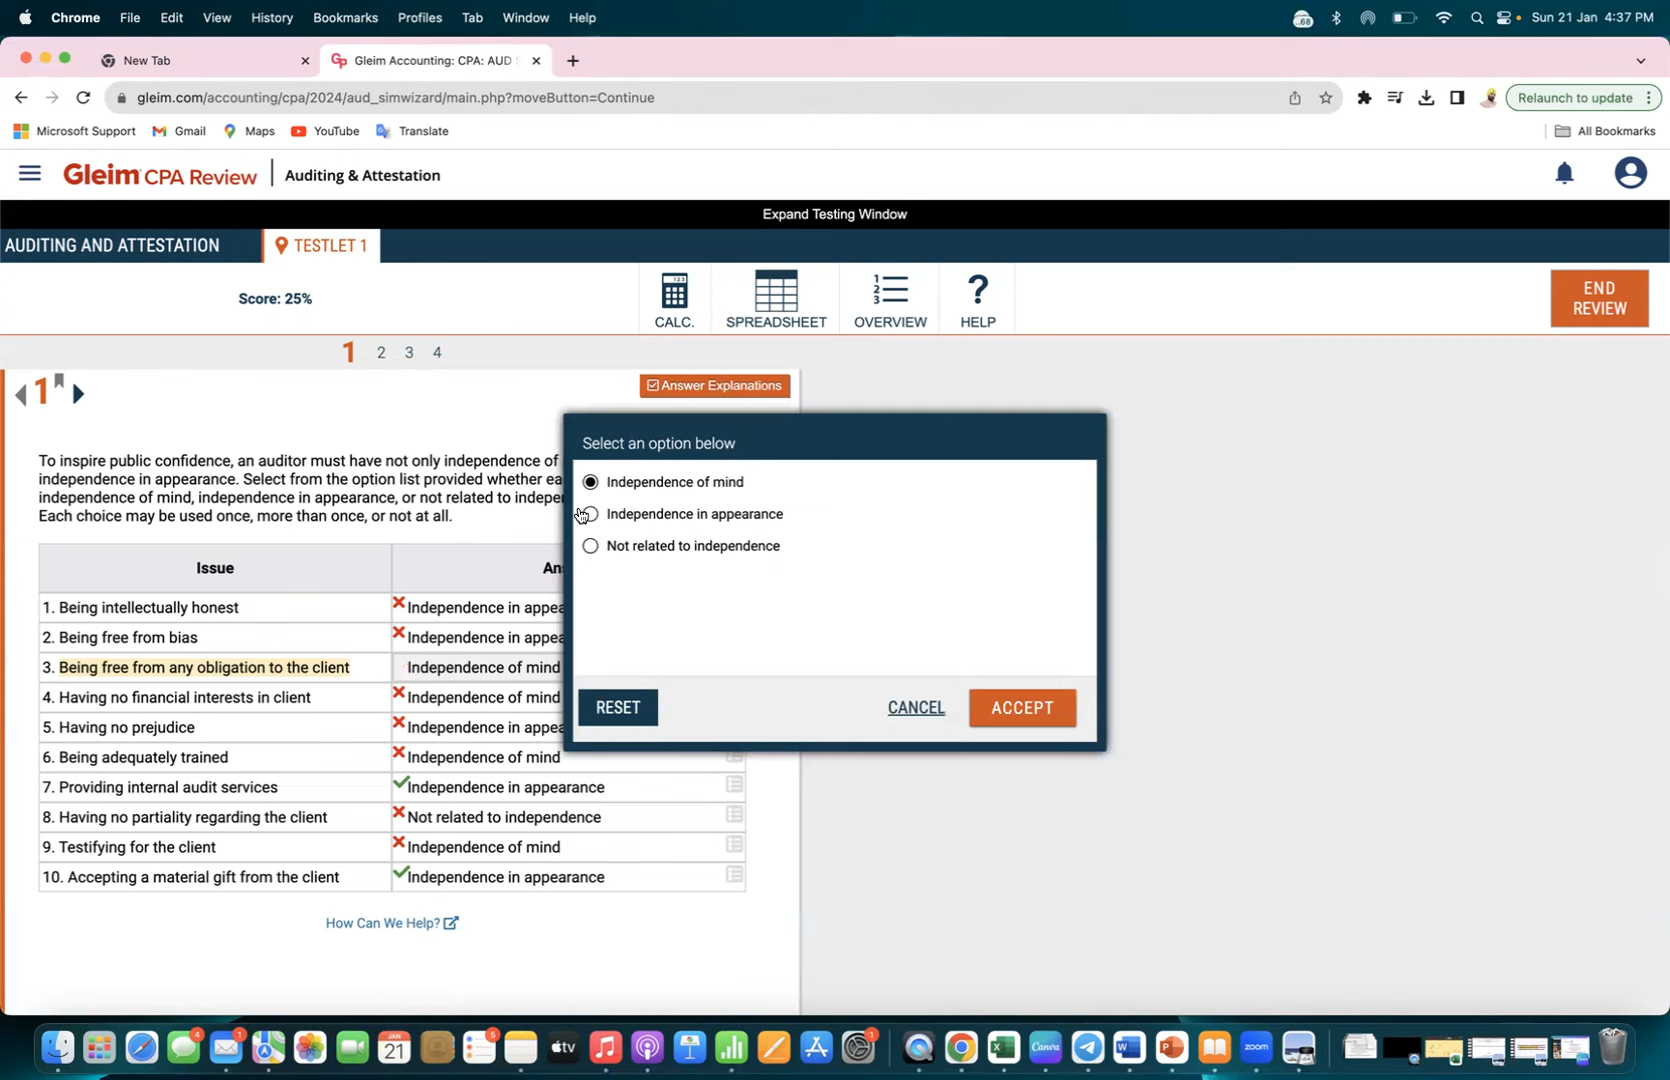 Chrome File Edit View History Bookmarks Profiles Tab Window Help
68
Sun 21 Jan 4:37 PM
New Tab
Gleim Accounting: CPA: AUD
gleim.com/accounting/cpa/2024/aud_simwizard/main.php?moveButton=Continue
Relaunch to update
Microsoft Support Gmail Maps YouTube Translate All Bookmarks
Gleim CPA Review | Auditing & Attestation
Expand Testing Window
AUDITING AND ATTESTATION TESTLET 1
Score: 25%
CALC. SPREADSHEET OVERVIEW HELP
END REVIEW
1 2 3 4
1
Answer Explanations
To inspire public confidence, an auditor must have not only independence of
independence in appearance. Select from the option list provided whether ea
independence of mind, independence in appearance, or not related to indepen
Each choice may be used once, more than once, or not at all.
Select an option below
Independence of mind
Independence in appearance
Not related to independence
RESET CANCEL ACCEPT
Issue Ans
1. Being intellectually honest Independence in appea
2. Being free from bias Independence in appea
3. Being free from any obligation to the client Independence of mind
4. Having no financial interests in client Independence of mind
5. Having no prejudice Independence in appea
6. Being adequately trained Independence of mind
7. Providing internal audit services Independence in appearance
8. Having no partiality regarding the client Not related to independence
9. Testifying for the client Independence of mind
10. Accepting a material gift from the client Independence in appearance
How Can We Help?
4 1 JAN 21 5 tv 1 Canva zoom